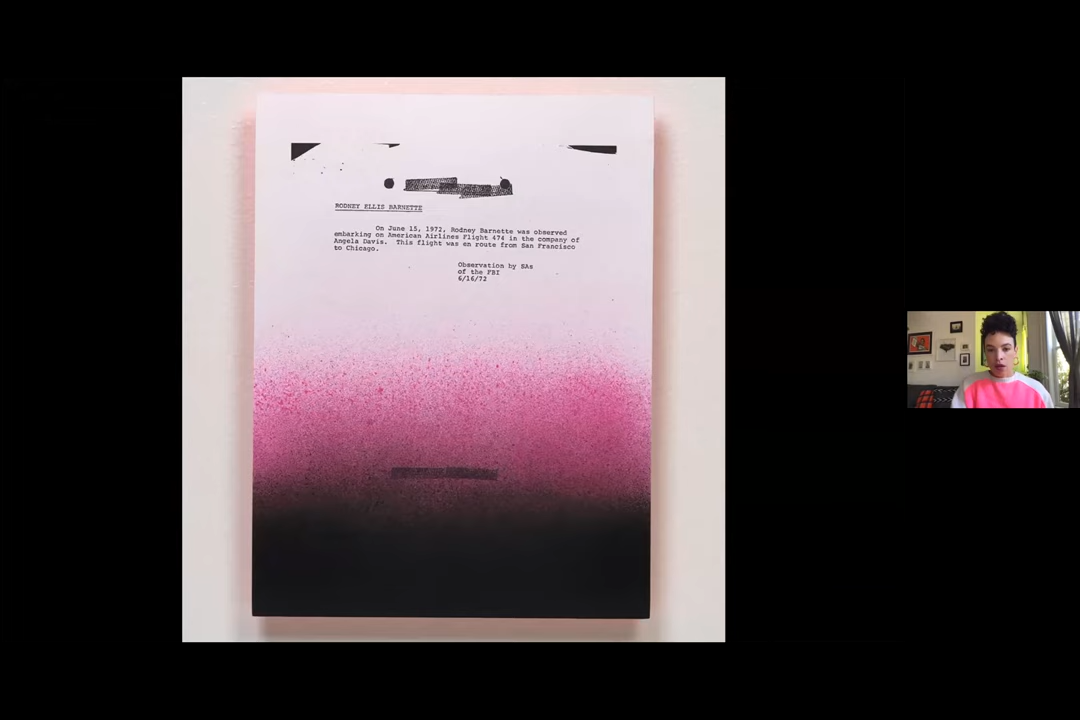 RODNEY ELLIS BARNETTE
On June 15, 1972, Rodney Barnette was observed
embarking on American Airlines Flight 474 in the company of
Angela Davis. This flight was en route from San Francisco
to Chicago.
Observation by SAs
of the FBI
6/16/72